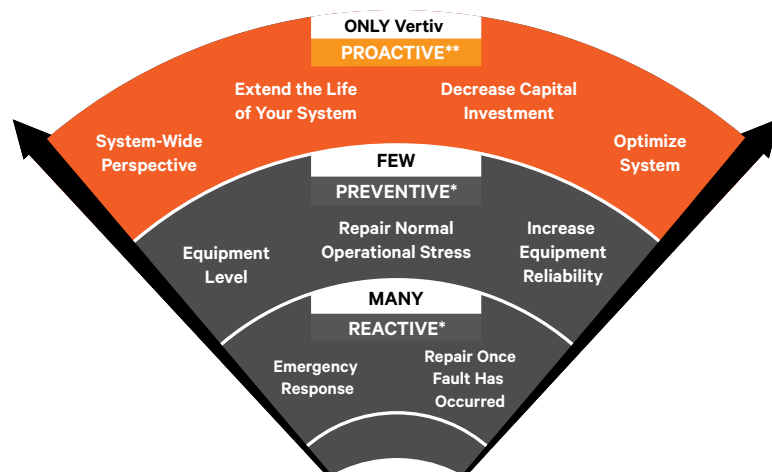 ONLY Vertiv
PROACTIVE**
Extend the Life
of Your System
Decrease Capital
Investment
System-Wide
Perspective
Optimize
System
FEW
PREVENTIVE*
Repair Normal
Operational Stress
Equipment
Level
Increase
Equipment
Reliability
MANY
REACTIVE*
Emergency
Response
Repair Once
Fault Has
Occurred